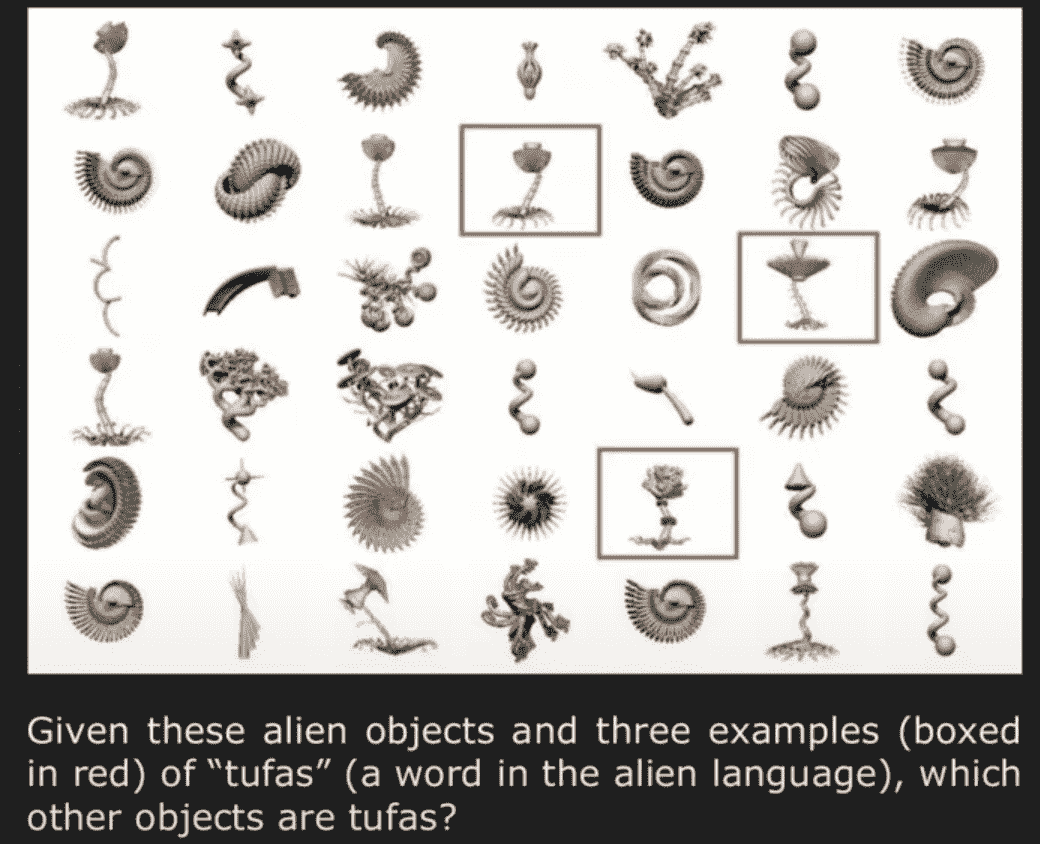 Given these alien objects and three examples (boxed
in red) of “tufas” (a word in the alien language), which
other objects are tufas?